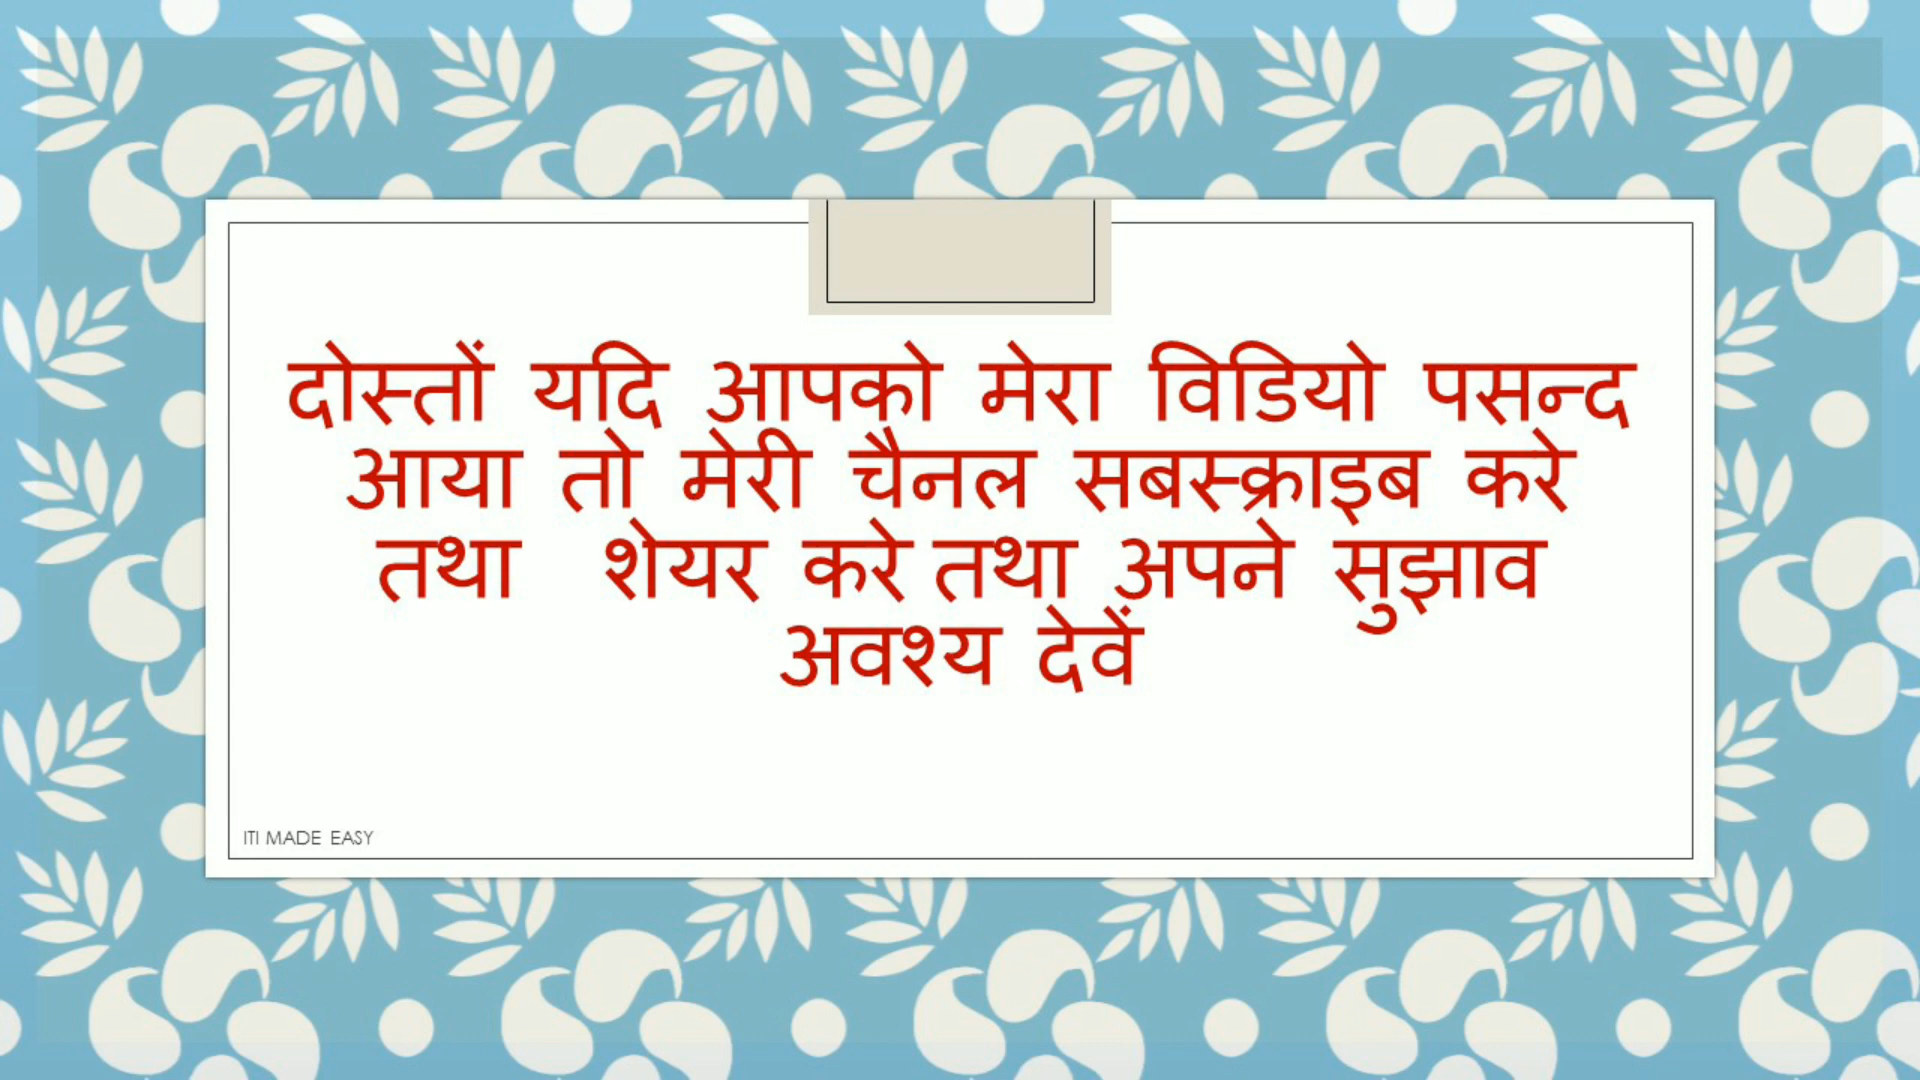 दोस्तों यदि आपको मेरा विडियो पसन्द
आया तो मेरी चैनल सबस्क्राइब करे
तथा शेयर करे तथा अपने सुझाव
अवश्य देवें
ITI MADE EASY